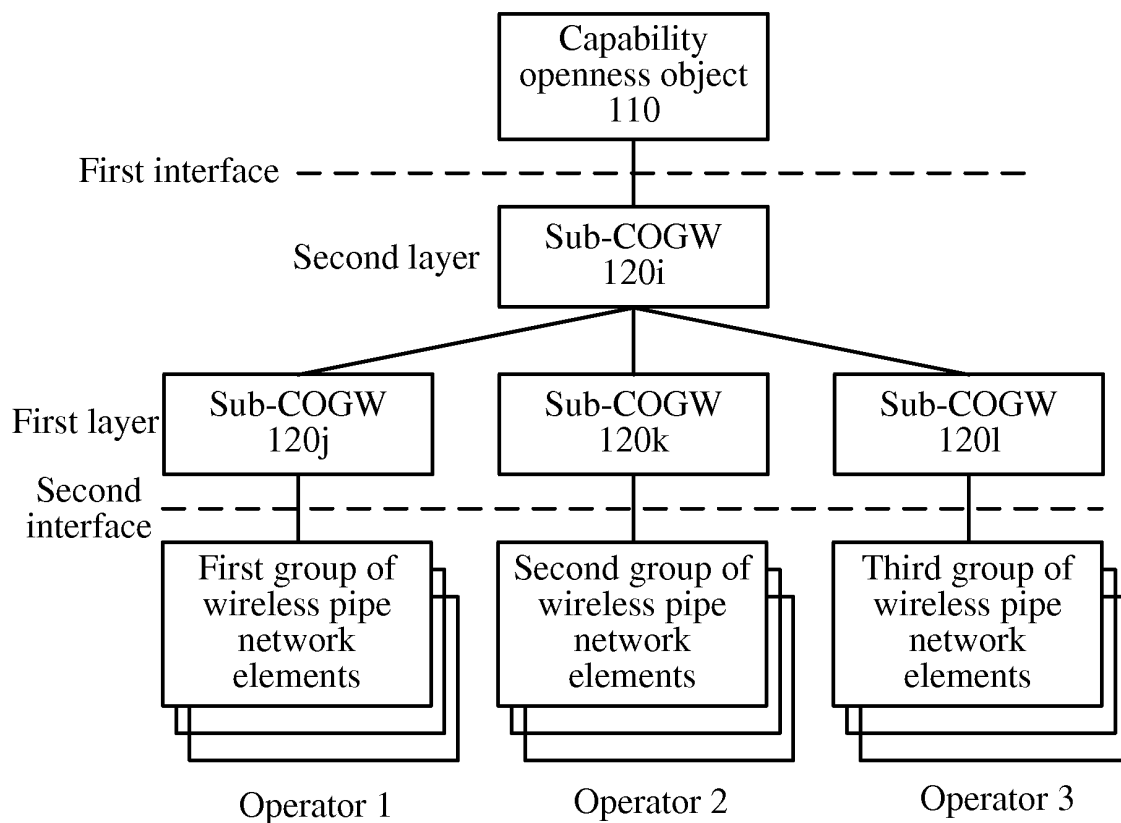 Capability
openness object
110
First interface
Second layer
Sub-COGW
120i
First layer
Sub-COGW
120j
Sub-COGW
120k
Sub-COGW
120l
Second
interface
First group of
wireless pipe
network
elements
Second group of
wireless pipe
network
elements
Third group of
wireless pipe
network
elements
Operator 1
Operator 2
Operator 3